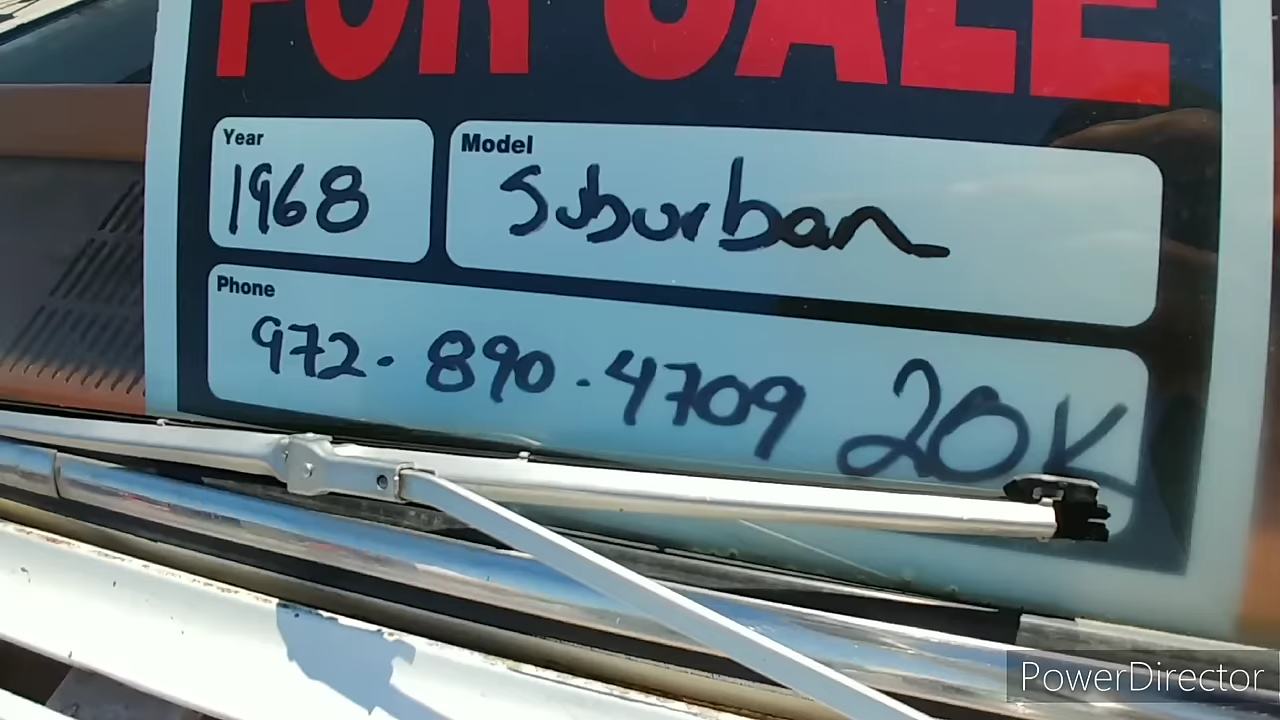 FOR SALE
Year
1968
Model
Suburban
Phone
972-890-4709 20K
PowerDirector